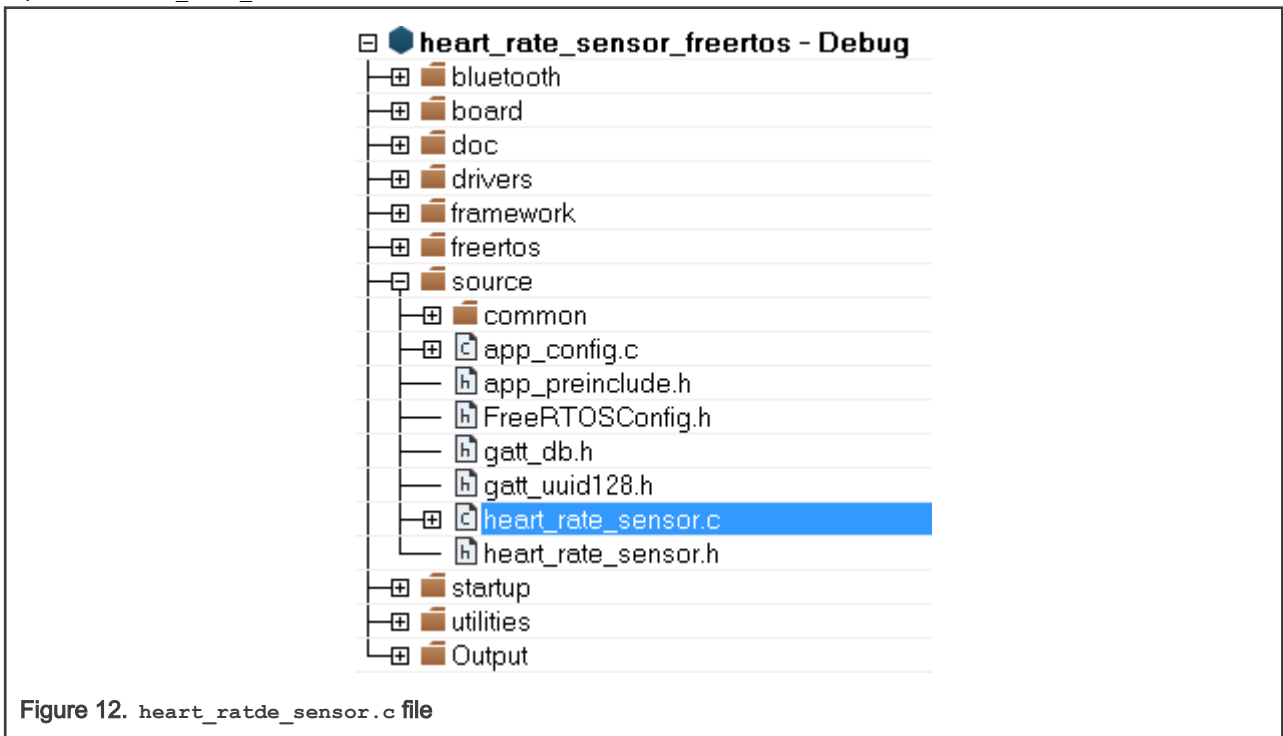 heart_rate_sensor_freertos - Debug
bluetooth
board
doc
drivers
framework
freertos
source
common
c app_config.c
h app_preinclude.h
h FreeRTOSConfig.h
h gatt_db.h
h gatt_uuid128.h
c heart_rate_sensor.c
h heart_rate_sensor.h
startup
utilities
Output
Figure 12. heart_ratde_sensor.c file